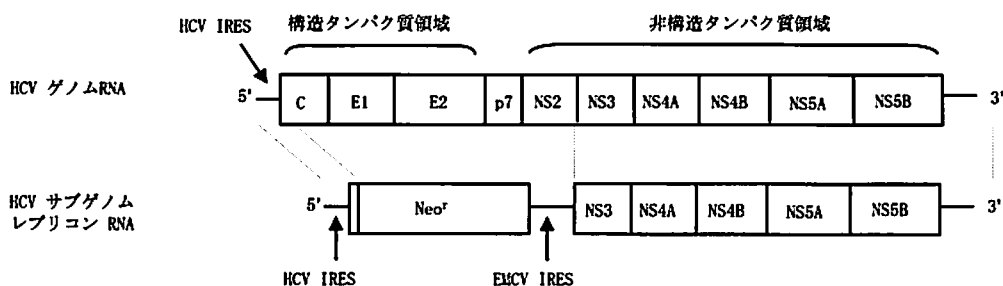 HCV IRES
構造タンパク質領域
非構造タンパク質領域
HCV ゲノムRNA
5'
C
E1
E2
p7
NS2
NS3
NS4A
NS4B
NS5A
NS5B
3'
HCV サブゲノム
レプリコン RNA
5'
Neoʳ
NS3
NS4A
NS4B
NS5A
NS5B
3'
HCV IRES
EMCV IRES